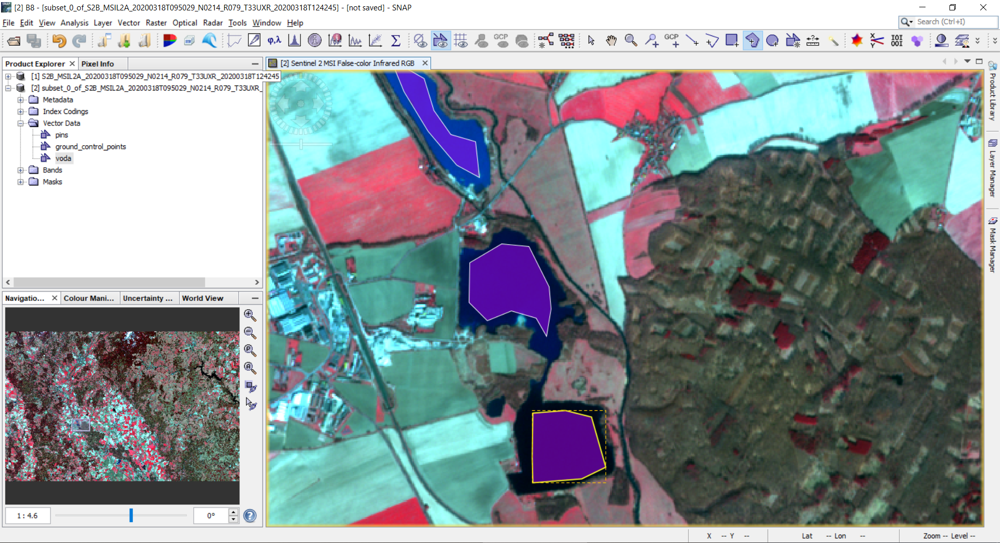 [2] B8 - [subset_0_of_S2B_MSIL2A_20200318T095029_N0214_R079_T33UXR_20200318T124245] - [not saved] - SNAP
File Edit View Analysis Layer Vector Raster Optical Radar Tools Window Help
Search (Ctrl+I)
φ,λ Σ GCP GCP
Product Explorer Pixel Info
[2] Sentinel 2 MSI False-color Infrared RGB
[1] S2B_MSIL2A_20200318T095029_N0214_R079_T33UXR_20200318T124245
[2] subset_0_of_S2B_MSIL2A_20200318T095029_N0214_R079_T33UXR_
Metadata
Index Codings
Vector Data
pins
ground_control_points
voda
Bands
Masks
Product Library
Layer Manager
Mask Manager
Navigatio... Colour Mani... Uncertainty ... World View
1 : 4.6
0°
X -- Y -- Lat -- Lon -- Zoom -- Level --